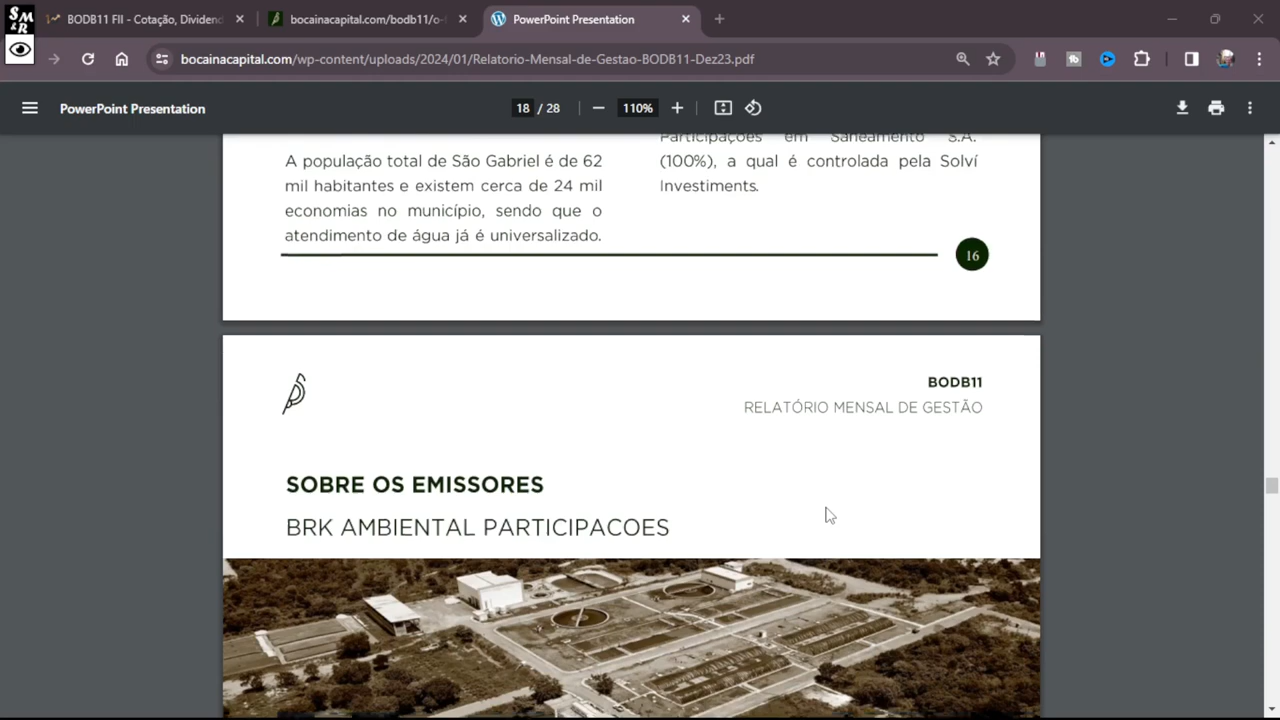 SM
&R
BODB11 FII - Cotação, Dividend
bocainacapital.com/bodb11/o-
PowerPoint Presentation
bocainacapital.com/wp-content/uploads/2024/01/Relatorio-Mensal-de-Gestao-BODB11-Dez23.pdf
PowerPoint Presentation
18 / 28
110%
A população total de São Gabriel é de 62
mil habitantes e existem cerca de 24 mil
economias no município, sendo que o
atendimento de água já é universalizado.
Participações em Saneamento S.A.
(100%), a qual é controlada pela Solví
Investiments.
16
BODB11
RELATÓRIO MENSAL DE GESTÃO
SOBRE OS EMISSORES
BRK AMBIENTAL PARTICIPACOES